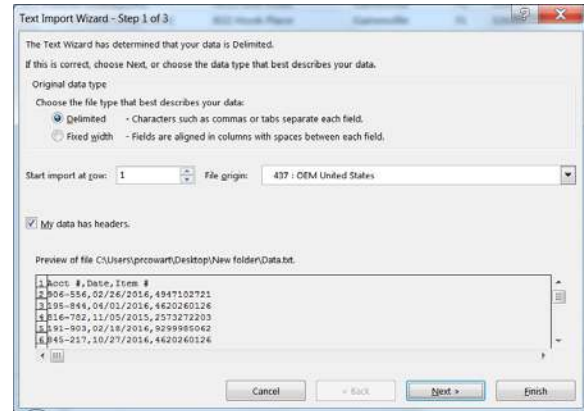 Text Import Wizard - Step 1 of 3
The Text Wizard has determined that your data is Delimited.
If this is correct, choose Next, or choose the data type that best describes your data.
Original data type
Choose the file type that best describes your data:
Delimited - Characters such as commas or tabs separate each field.
Fixed width - Fields are aligned in columns with spaces between each field.
Start import at row: 1 File origin: 437 : OEM United States
My data has headers.
Preview of file C:\Users\prcowart\Desktop\New folder\Data.txt.
1 Acct #,Date,Item #
2 906-556,02/26/2016,4947102721
3 195-844,04/01/2016,4620260126
4 816-782,11/05/2015,2573272203
5 191-903,02/18/2016,9299985062
6 845-217,10/27/2016,4620260126
Cancel < Back Next > Finish